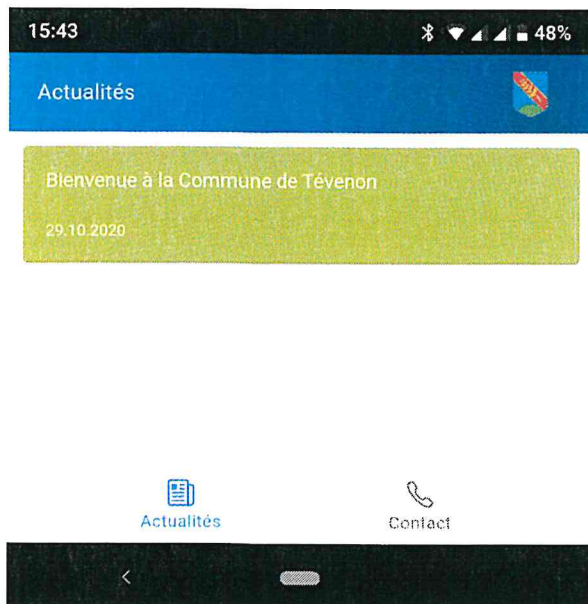 15:43
48%
Actualités
Bienvenue à la Commune de Tévenon
29.10.2020
Actualités
Contact